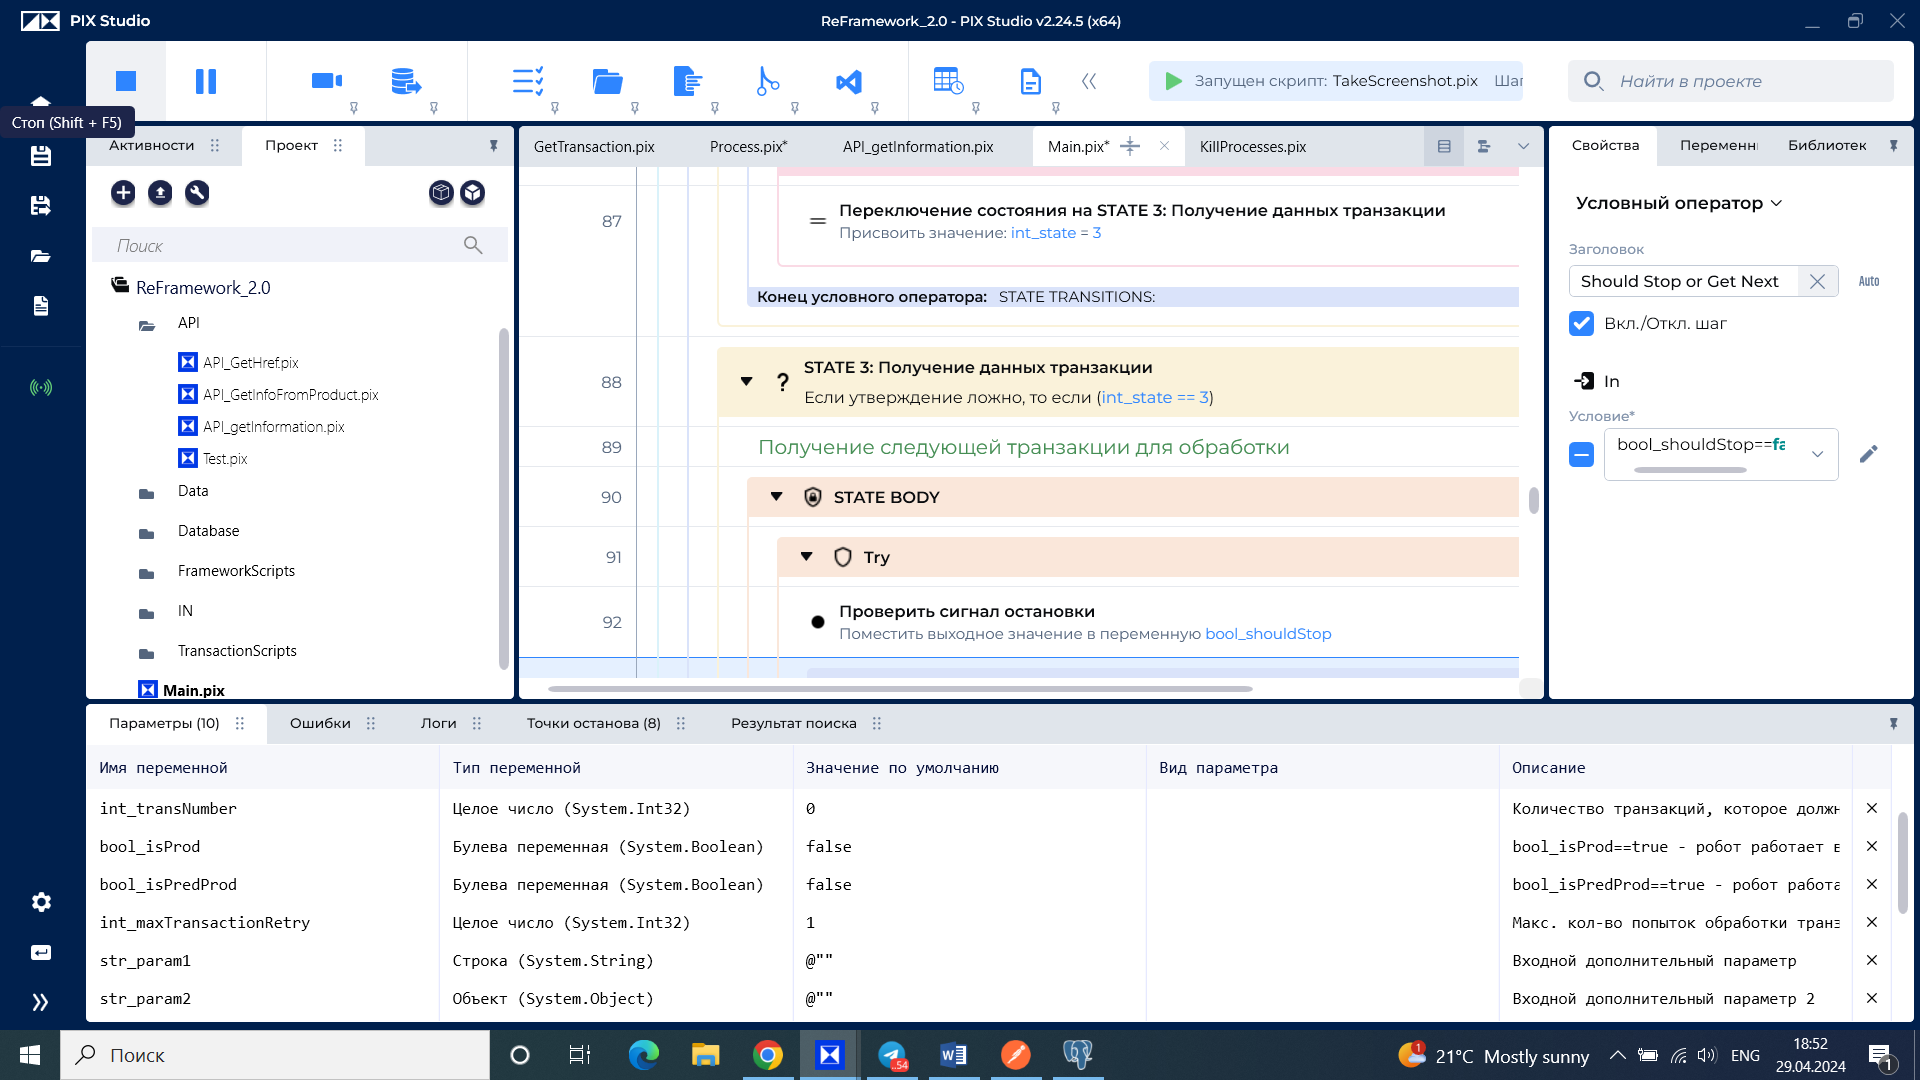 PIX Studio
ReFramework_2.0 - PIX Studio v2.24.5 (x64)
Запущен скрипт: TakeScreenshot.pix Шаг
Найти в проекте
Стоп (Shift + F5)
Активности
Проект
Поиск
ReFramework_2.0
API
API_GetHref.pix
API_GetInfoFromProduct.pix
API_getInformation.pix
Test.pix
Data
Database
FrameworkScripts
IN
TransactionScripts
Main.pix
GetTransaction.pix
Process.pix*
API_getInformation.pix
Main.pix*
KillProcesses.pix
87
Переключение состояния на STATE 3: Получение данных транзакции
Присвоить значение: int_state = 3
Конец условного оператора: STATE TRANSITIONS:
88
STATE 3: Получение данных транзакции
Если утверждение ложно, то если (int_state == 3)
89
Получение следующей транзакции для обработки
90
STATE BODY
91
Try
92
Проверить сигнал остановки
Поместить выходное значение в переменную bool_shouldStop
Свойства
Переменн
Библиотек
Условный оператор
Заголовок
Should Stop or Get Next
Auto
Вкл./Откл. шаг
In
Условие*
bool_shouldStop==fa
Параметры (10)
Ошибки
Логи
Точки останова (8)
Результат поиска
Имя переменной Тип переменной Значение по умолчанию Вид параметра Описание
int_transNumber Целое число (System.Int32) 0 Количество транзакций, которое должн
bool_isProd Булева переменная (System.Boolean) false bool_isProd==true - робот работает в
bool_isPredProd Булева переменная (System.Boolean) false bool_isPredProd==true - робот работа
int_maxTransactionRetry Целое число (System.Int32) 1 Макс. кол-во попыток обработки транз
str_param1 Строка (System.String) @"" Входной дополнительный параметр
str_param2 Объект (System.Object) @"" Входной дополнительный параметр 2
Поиск
..54
1
21°C Mostly sunny
ENG
18:52
29.04.2024
1